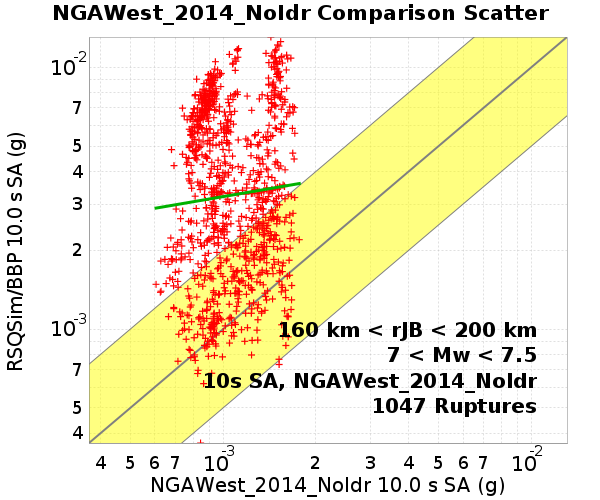 NGAWest_2014_NoIdr Comparison Scatter
RSQSim/BBP 10.0 s SA (g)
10-2
7
5
4
3
2
10-3
7
5
4
160 km < rJB < 200 km
7 < Mw < 7.5
10s SA, NGAWest_2014_NoIdr
1047 Ruptures
4 5 6 7 10-3 2 3 4 5 6 7 10-2
NGAWest_2014_NoIdr 10.0 s SA (g)